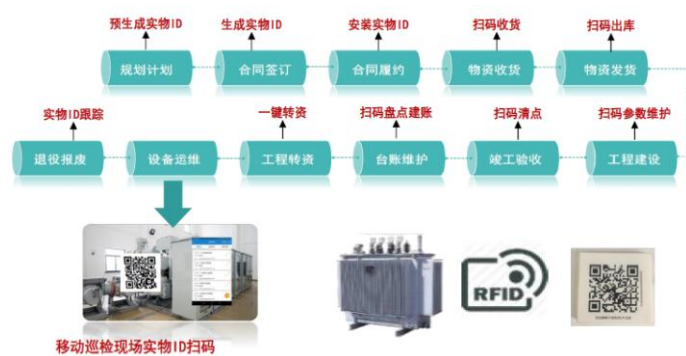 预生成实物ID
生成实物ID
安装实物ID
扫码收货
扫码出库
规划计划
合同签订
合同履约
物资收货
物资发货
实物ID跟踪
一键转资
扫码盘点建账
扫码清点
扫码参数维护
退役报废
设备运维
工程转资
台账维护
竣工验收
工程建设
RFID
移动巡检现场实物ID扫码